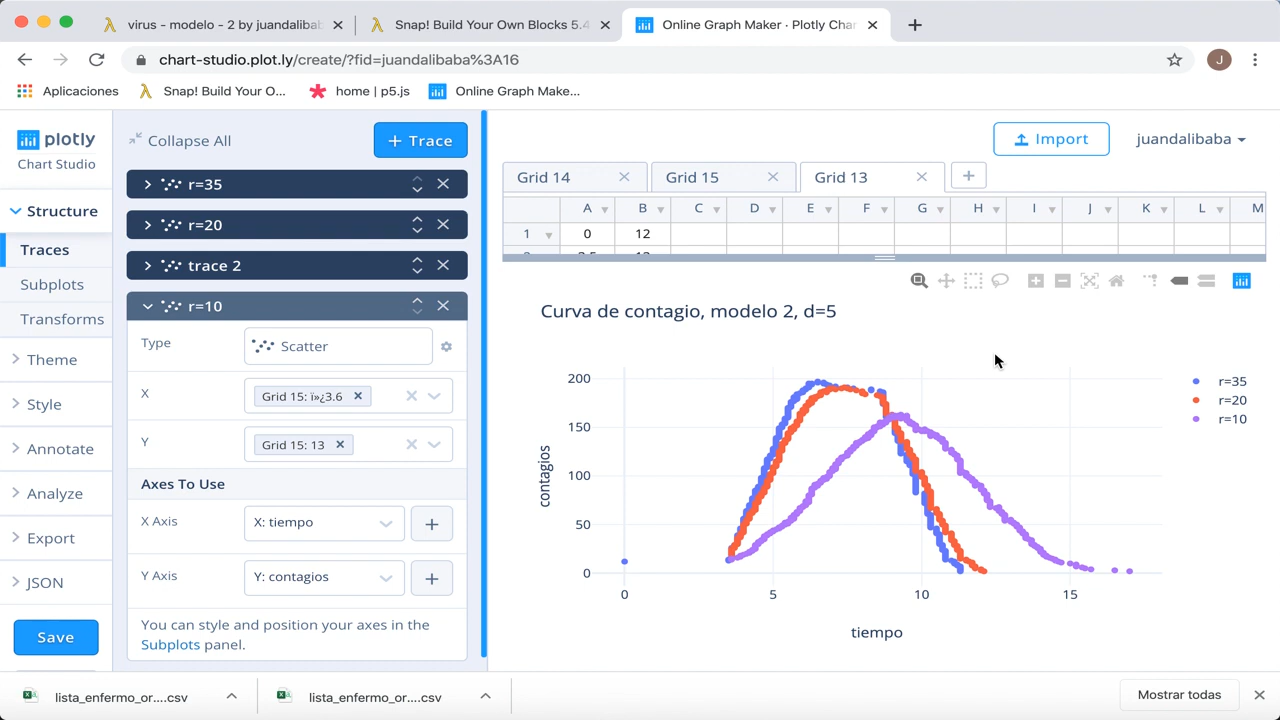 virus - modelo - 2 by juandalibab
Snap! Build Your Own Blocks 5.4
Online Graph Maker · Plotly Char
chart-studio.plot.ly/create/?fid=juandalibaba%3A16
J
Aplicaciones
Snap! Build Your O...
home | p5.js
Online Graph Make...
plotly
Chart Studio
Structure
Traces
Subplots
Transforms
Theme
Style
Annotate
Analyze
Export
JSON
Save
Collapse All
+ Trace
r=35
r=20
trace 2
r=10
Type
Scatter
X
Grid 15: ï»¿3.6
Y
Grid 15: 13
Axes To Use
X Axis
X: tiempo
Y Axis
Y: contagios
You can style and position your axes in the
Subplots panel.
Import
juandalibaba
Grid 14
Grid 15
Grid 13
A B C D E F G H I J K L M
1 0 12
Curva de contagio, modelo 2, d=5
contagios
200
150
100
50
0
0 5 10 15
tiempo
r=35
r=20
r=10
lista_enfermo_or....csv
lista_enfermo_or....csv
Mostrar todas